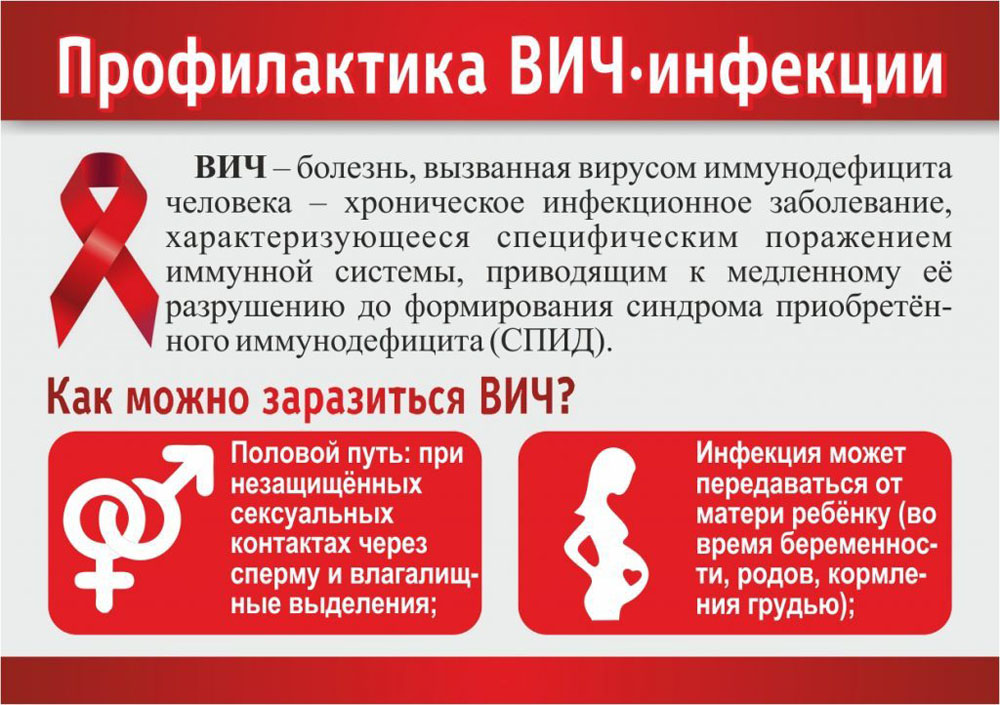 Профилактика ВИЧ-инфекции
ВИЧ – болезнь, вызванная вирусом иммунодефицита
человека – хроническое инфекционное заболевание,
характеризующееся специфическим поражением
иммунной системы, приводящим к медленному её
разрушению до формирования синдрома приобретён-
ного иммунодефицита (СПИД).
Как можно заразиться ВИЧ?
Половой путь: при
незащищённых
сексуальных
контактах через
сперму и влагалищ-
ные выделения;
Инфекция может
передаваться от
матери ребёнку (во
время беременнос-
ти, родов, кормле-
ния грудью);